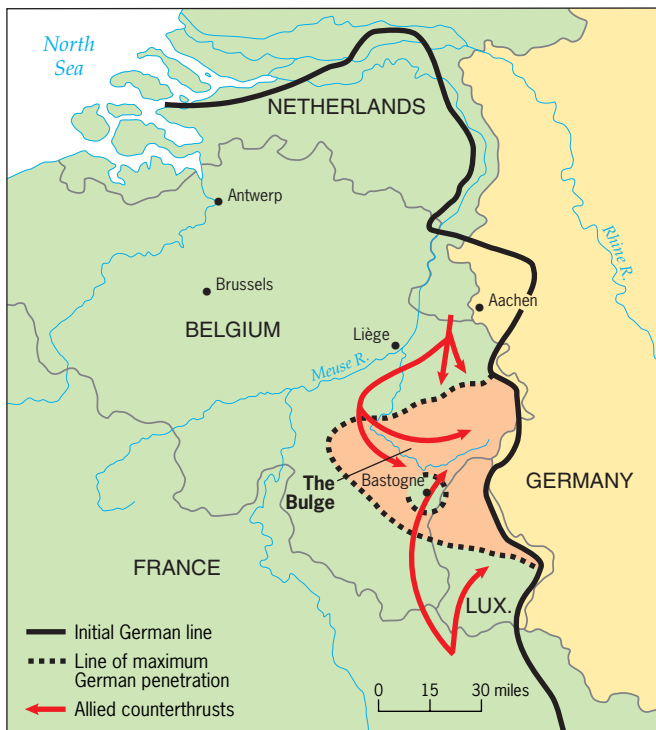 North
Sea
NETHERLANDS
Antwerp
Rhine R.
Brussels
Aachen
BELGIUM
Liège
Meuse R.
The
Bulge
Bastogne
GERMANY
FRANCE
LUX.
Initial German line
Line of maximum
German penetration
Allied counterthrusts
0 15 30 miles